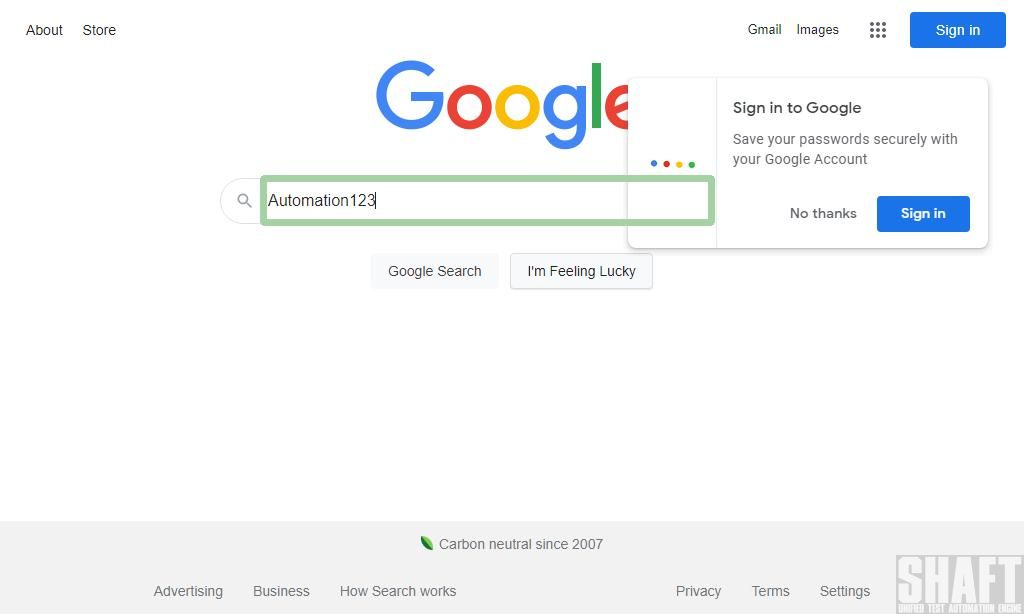 About Store
Gmail Images
Sign in
Google
Sign in to Google
Save your passwords securely with
your Google Account
No thanks
Sign in
Automation123
Google Search
I'm Feeling Lucky
Carbon neutral since 2007
Advertising Business How Search works
Privacy Terms Settings
SHAFT
UNIFIED TEST AUTOMATION ENGINE